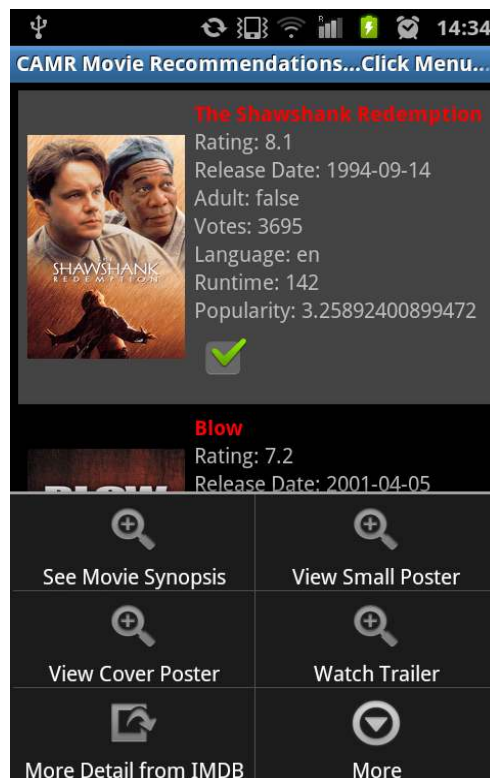 14:34
CAMR Movie Recommendations...Click Menu...
The Shawshank Redemption
Rating: 8.1
Release Date: 1994-09-14
Adult: false
Votes: 3695
Language: en
Runtime: 142
Popularity: 3.25892400899472
THE
SHAWSHANK
REDEMPTION
Blow
Rating: 7.2
Release Date: 2001-04-05
BLOW
See Movie Synopsis
View Small Poster
View Cover Poster
Watch Trailer
More Detail from IMDB
More